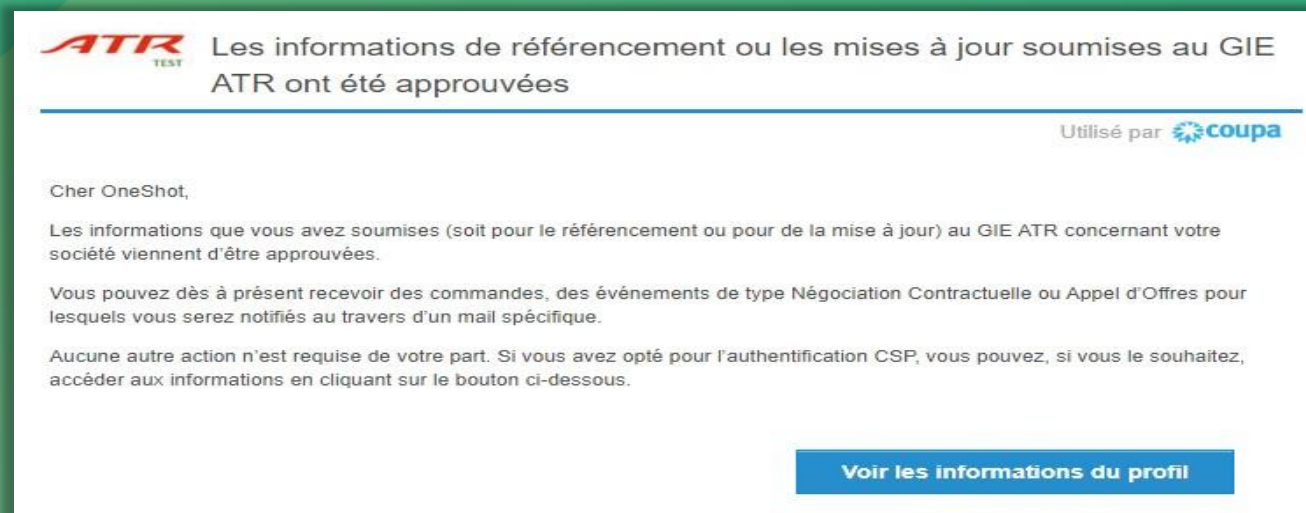 ATR
TEST
Les informations de référencement ou les mises à jour soumises au GIE
ATR ont été approuvées
Utilisé par coupa
Cher OneShot,
Les informations que vous avez soumises (soit pour le référencement ou pour de la mise à jour) au GIE ATR concernant votre
société viennent d’être approuvées.
Vous pouvez dès à présent recevoir des commandes, des événements de type Négociation Contractuelle ou Appel d’Offres pour
lesquels vous serez notifiés au travers d’un mail spécifique.
Aucune autre action n’est requise de votre part. Si vous avez opté pour l’authentification CSP, vous pouvez, si vous le souhaitez,
accéder aux informations en cliquant sur le bouton ci-dessous.
Voir les informations du profil